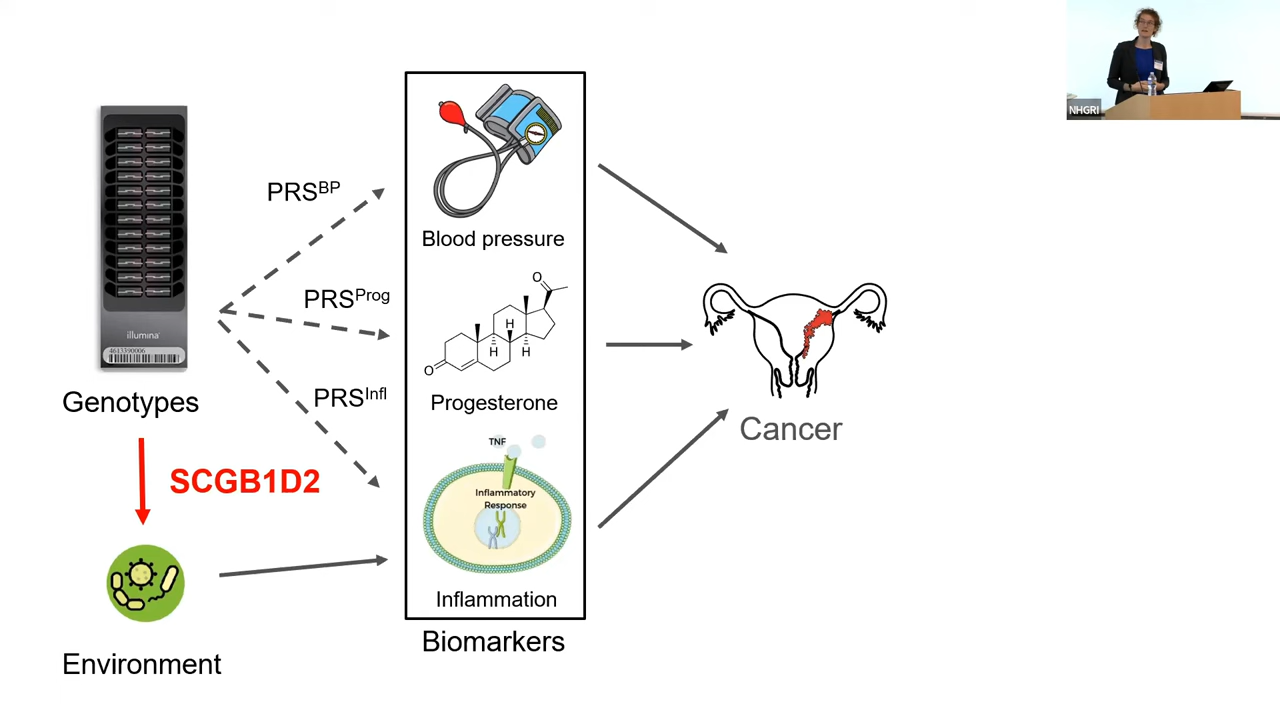 NHGRI
PRS^BP
Blood pressure
PRS^Prog
O
H
H
H
O
Progesterone
illumina
4613390006
Genotypes
PRS^Infl
Cancer
TNF
Inflammatory
Response
SCGB1D2
Inflammation
Biomarkers
Environment